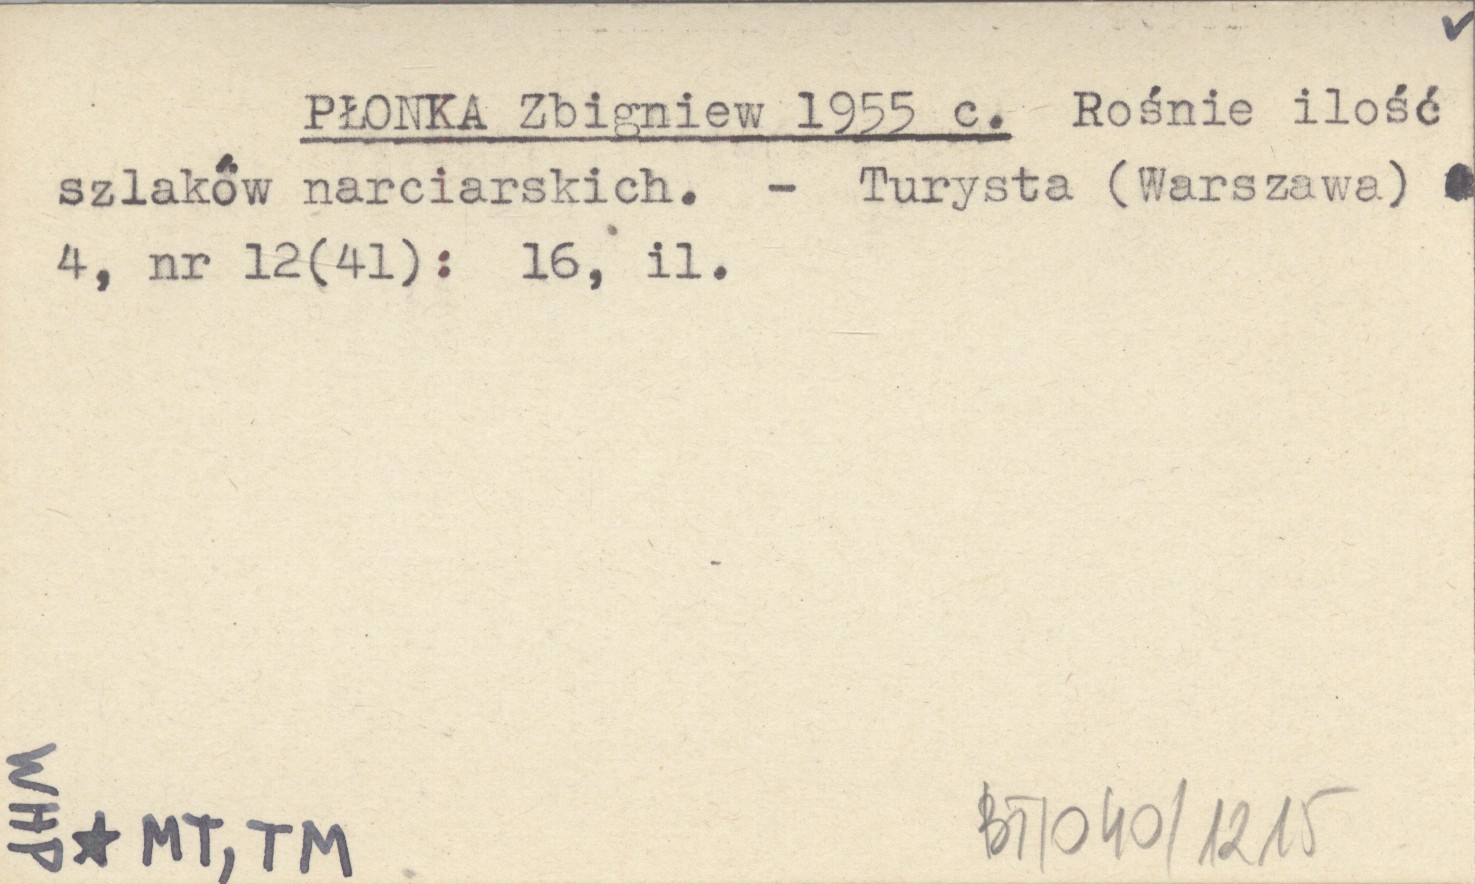 PŁONKA Zbigniew 1955 c. Rośnie ilość
szlaków narciarskich. - Turysta (Warszawa)
4, nr 12(41): 16, il.
WHP
★ MT, TM
BT/040/1215